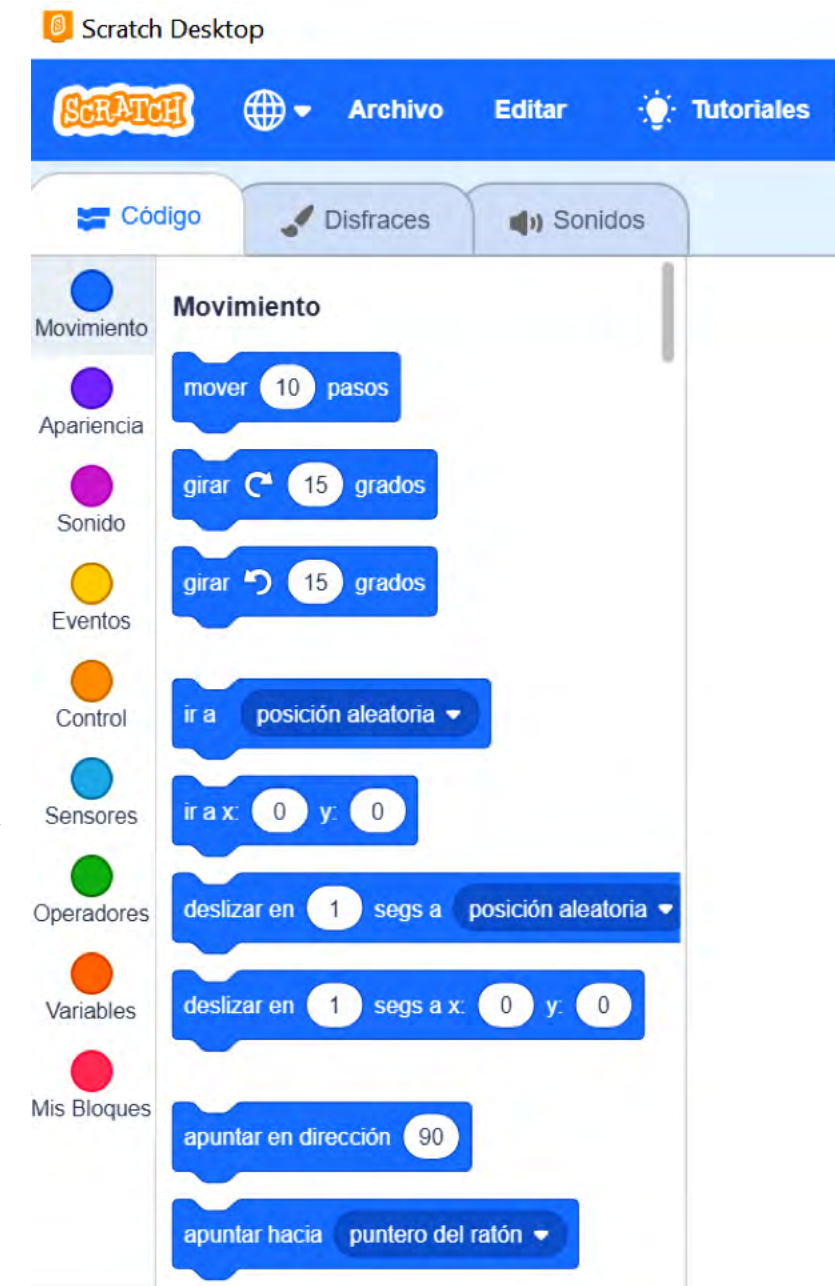 Scratch Desktop
SCRATCH Archivo Editar Tutoriales
Código Disfraces Sonidos
Movimiento
Apariencia
Sonido
Eventos
Control
Sensores
Operadores
Variables
Mis Bloques
Movimiento
mover 10 pasos
girar 15 grados
girar 15 grados
ir a posición aleatoria
ir a x: 0 y: 0
deslizar en 1 segs a posición aleatoria
deslizar en 1 segs a x: 0 y: 0
apuntar en dirección 90
apuntar hacia puntero del ratón